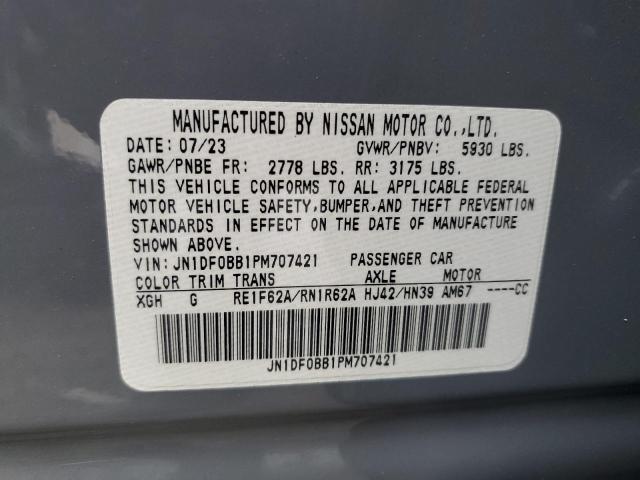 MANUFACTURED BY NISSAN MOTOR CO.,LTD.
DATE: 07/23 GVWR/PNBV: 5930 LBS.
GAWR/PNBE FR: 2778 LBS. RR: 3175 LBS.
THIS VEHICLE CONFORMS TO ALL APPLICABLE FEDERAL
MOTOR VEHICLE SAFETY,BUMPER,AND THEFT PREVENTION
STANDARDS IN EFFECT ON THE DATE OF MANUFACTURE
SHOWN ABOVE.
VIN: JN1DF0BB1PM707421 PASSENGER CAR
COLOR TRIM TRANS AXLE MOTOR
XGH G RE1F62A/RN1R62A HJ42/HN39 AM67 ----CC
JN1DF0BB1PM707421